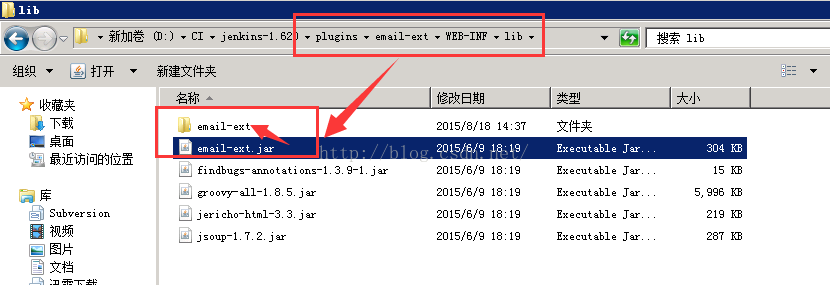 lib
新加卷 (D:) ▸ CI ▸ jenkins-1.620 ▸ plugins ▸ email-ext ▸ WEB-INF ▸ lib ▸
搜索 lib
组织 打开 新建文件夹
收藏夹
下载
桌面
最近访问的位置
库
Subversion
视频
图片
文档
迅雷下载
名称 修改日期 类型 大小
email-ext 2015/8/18 14:37 文件夹
email-ext.jar 2015/6/9 18:19 Executable Jar... 304 KB
findbugs-annotations-1.3.9-1.jar 2015/6/9 18:19 Executable Jar... 15 KB
groovy-all-1.8.5.jar 2015/6/9 18:19 Executable Jar... 5,996 KB
jericho-html-3.3.jar 2015/6/9 18:19 Executable Jar... 219 KB
jsoup-1.7.2.jar 2015/6/9 18:19 Executable Jar... 287 KB
http://blog.csdn.net/